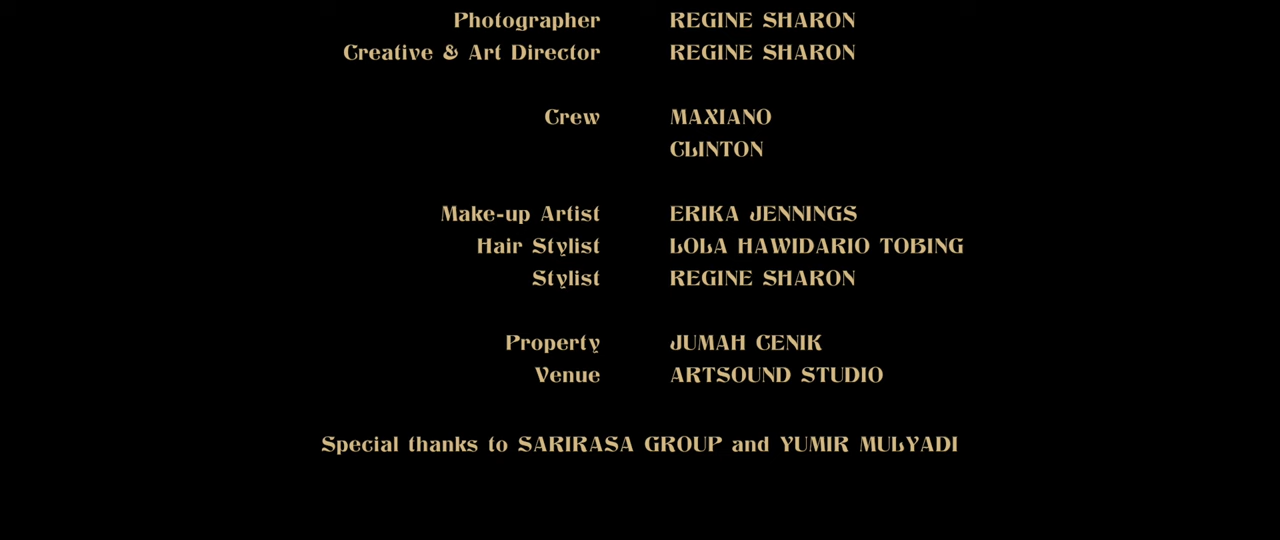 Photographer REGINE SHARON
Creative & Art Director REGINE SHARON
Crew MAXIANO
CLINTON
Make-up Artist ERIKA JENNINGS
Hair Stylist LOLA HAWIDARIO TOBING
Stylist REGINE SHARON
Property JUMAH CENIK
Venue ARTSOUND STUDIO
Special thanks to SARIRASA GROUP and YUMIR MULYADI